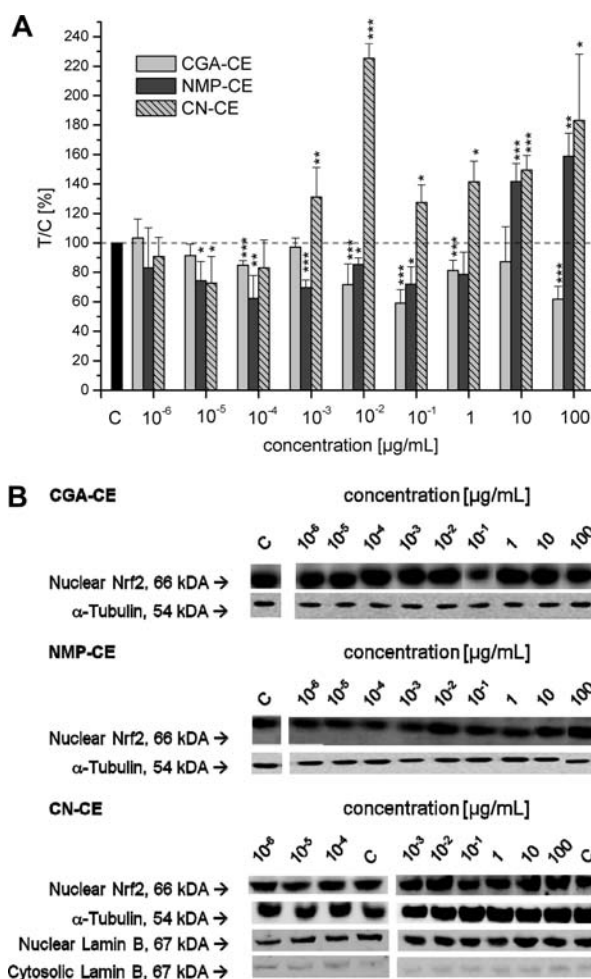 A
T/C [%]
240
220
200
180
160
140
120
100
80
60
40
20
0
CGA-CE
NMP-CE
CN-CE
* * *** ** *** ** *** *** * *** * *** * *** * *** *** *** ** *
C 10-6 10-5 10-4 10-3 10-2 10-1 1 10 100
concentration [µg/mL]
B
CGA-CE concentration [µg/mL]
C 10-6 10-5 10-4 10-3 10-2 10-1 1 10 100
Nuclear Nrf2, 66 kDA →
α-Tubulin, 54 kDA →
NMP-CE concentration [µg/mL]
C 10-6 10-5 10-4 10-3 10-2 10-1 1 10 100
Nuclear Nrf2, 66 kDA →
α-Tubulin, 54 kDA →
CN-CE concentration [µg/mL]
10-6 10-5 10-4 C 10-3 10-2 10-1 1 10 100 C
Nuclear Nrf2, 66 kDA →
α-Tubulin, 54 kDA →
Nuclear Lamin B, 67 kDA →
Cytosolic Lamin B, 67 kDA →